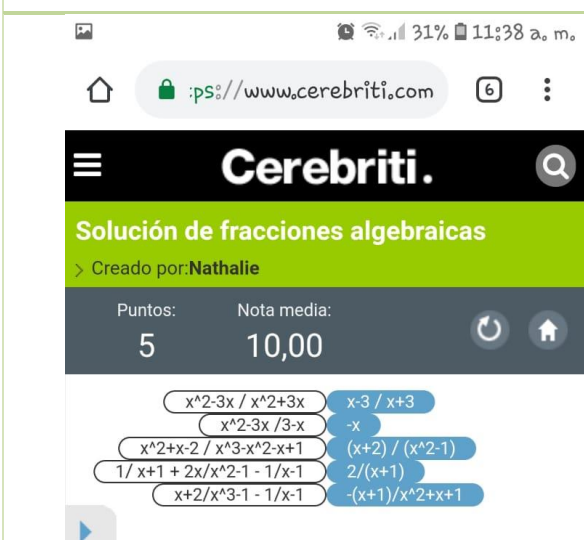 31% 11:38 a. m.
:ps://www.cerebriti.com 6
Cerebriti.
Solución de fracciones algebraicas
> Creado por:Nathalie
Puntos: Nota media:
5 10,00
x^2-3x / x^2+3x x-3 / x+3
x^2-3x /3-x -x
x^2+x-2 / x^3-x^2-x+1 (x+2) / (x^2-1)
1/ x+1 + 2x/x^2-1 - 1/x-1 2/(x+1)
x+2/x^3-1 - 1/x-1 -(x+1)/x^2+x+1